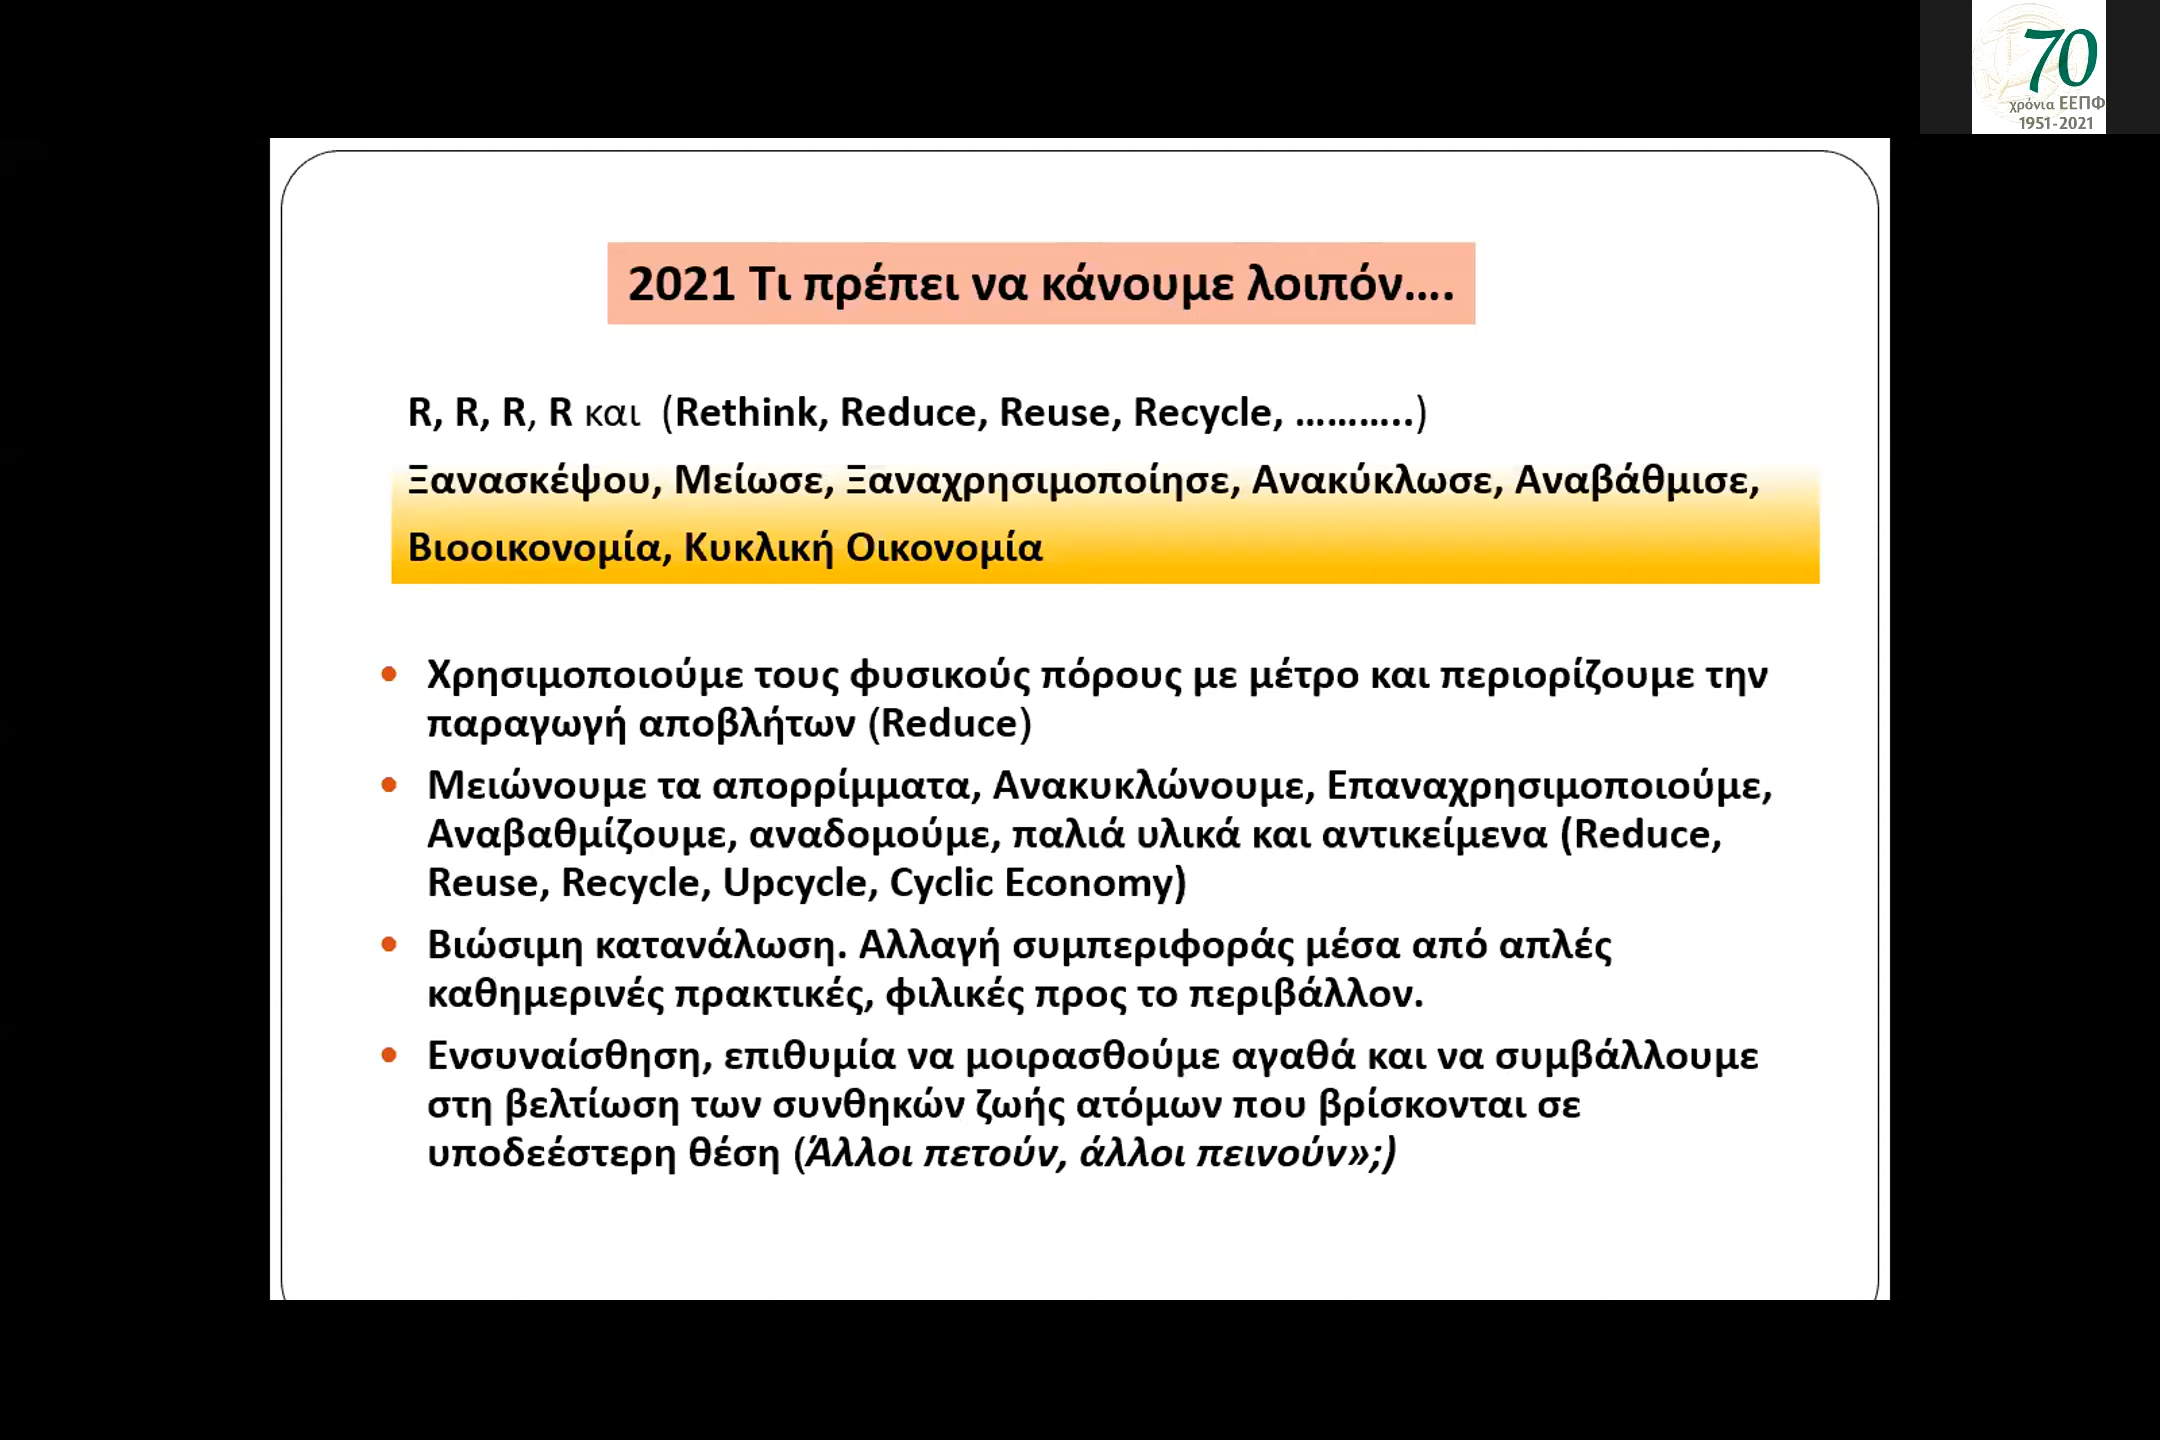 70
χρόνια ΕΕΠΦ
1951-2021
2021 Τι πρέπει να κάνουμε λοιπόν....
R, R, R, R και (Rethink, Reduce, Reuse, Recycle, ………..)
Ξανασκέψου, Μείωσε, Ξαναχρησιμοποίησε, Ανακύκλωσε, Αναβάθμισε,
Βιοοικονομία, Κυκλική Οικονομία
• Χρησιμοποιούμε τους φυσικούς πόρους με μέτρο και περιορίζουμε την
παραγωγή αποβλήτων (Reduce)
• Μειώνουμε τα απορρίμματα, Ανακυκλώνουμε, Επαναχρησιμοποιούμε,
Αναβαθμίζουμε, αναδομούμε, παλιά υλικά και αντικείμενα (Reduce,
Reuse, Recycle, Upcycle, Cyclic Economy)
• Βιώσιμη κατανάλωση. Αλλαγή συμπεριφοράς μέσα από απλές
καθημερινές πρακτικές, φιλικές προς το περιβάλλον.
• Ενσυναίσθηση, επιθυμία να μοιρασθούμε αγαθά και να συμβάλλουμε
στη βελτίωση των συνθηκών ζωής ατόμων που βρίσκονται σε
υποδεέστερη θέση (Άλλοι πετούν, άλλοι πεινούν»;)